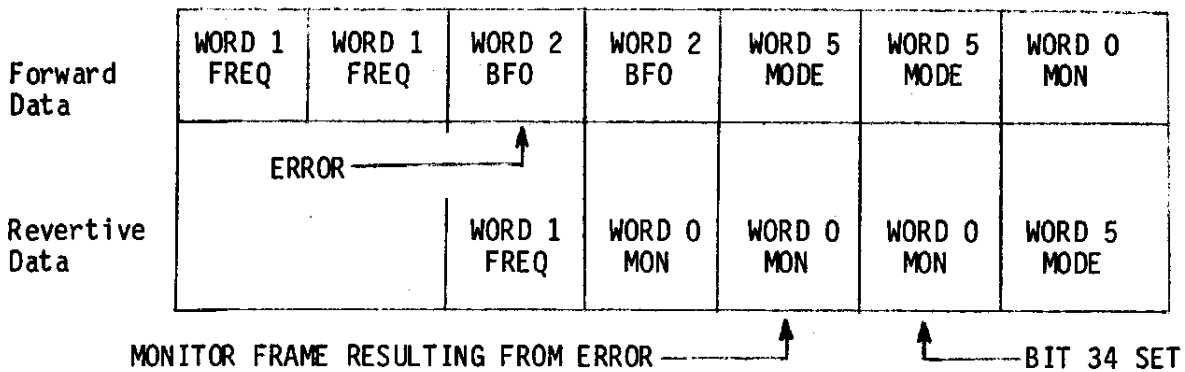 WORD 1 WORD 1 WORD 2 WORD 2 WORD 5 WORD 5 WORD 0
FREQ FREQ BFO BFO MODE MODE MON
Forward
Data
ERROR
Revertive
Data
WORD 1 WORD 0 WORD 0 WORD 0 WORD 5
FREQ MON MON MON MODE
MONITOR FRAME RESULTING FROM ERROR BIT 34 SET